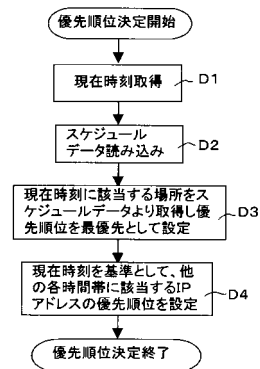 優先順位決定開始
現在時刻取得
D1
スケジュール
データ読み込み
D2
現在時刻に該当する場所をス
ケジュールデータより取得し優
先順位を最優先として設定
D3
現在時刻を基準として、他
の各時間帯に該当するIP
アドレスの優先順位を設定
D4
優先順位決定終了